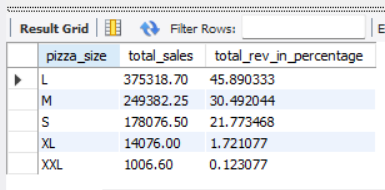 Result Grid Filter Rows: E
pizza_size total_sales total_rev_in_percentage
L 375318.70 45.890333
M 249382.25 30.492044
S 178076.50 21.773468
XL 14076.00 1.721077
XXL 1006.60 0.123077